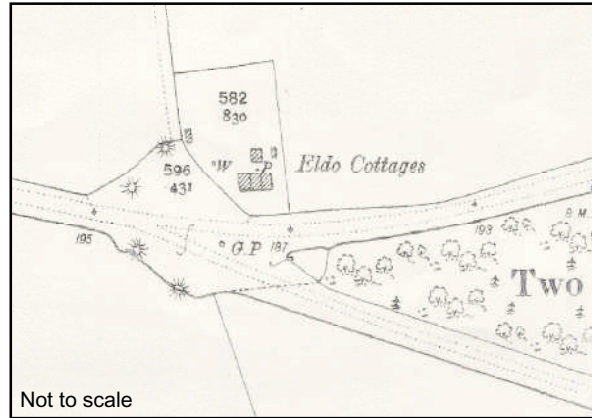 582
830
596
431
W
Eldo Cottages
195
G.P
187
193
B.M.
Two
Not to scale